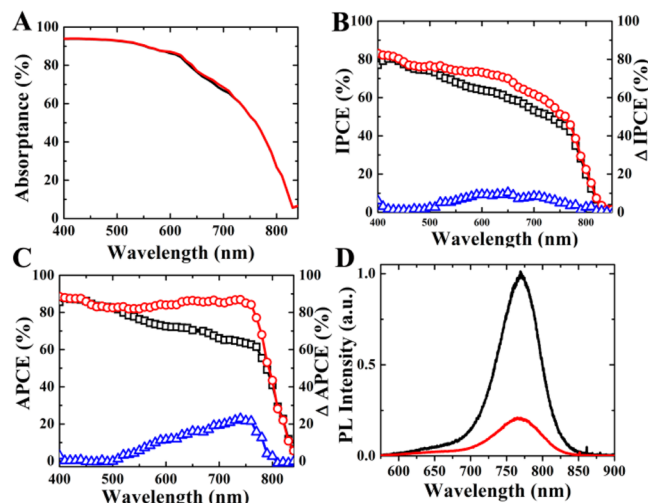 A
Absorptance (%)
100
80
60
40
20
0
400 500 600 700 800
Wavelength (nm)
B
IPCE (%)
100
80
60
40
20
0
400 500 600 700 800
Wavelength (nm)
100
80
60
40
20
0
Δ IPCE (%)
C
APCE (%)
100
80
60
40
20
0
400 500 600 700 800
Wavelength (nm)
100
80
60
40
20
0
Δ APCE (%)
D
PL Intensity (a.u.)
1.0
0.5
0
600 650 700 750 800 850 900
Wavelength (nm)